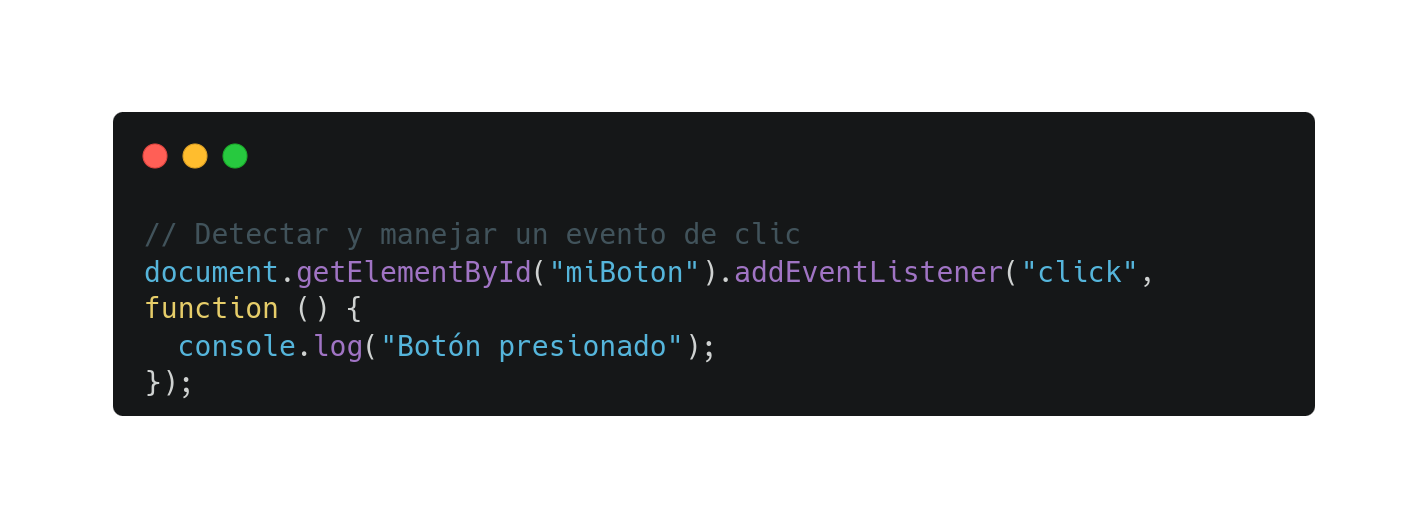 // Detectar y manejar un evento de clic
document.getElementById("miBoton").addEventListener("click",
function () {
  console.log("Botón presionado");
});